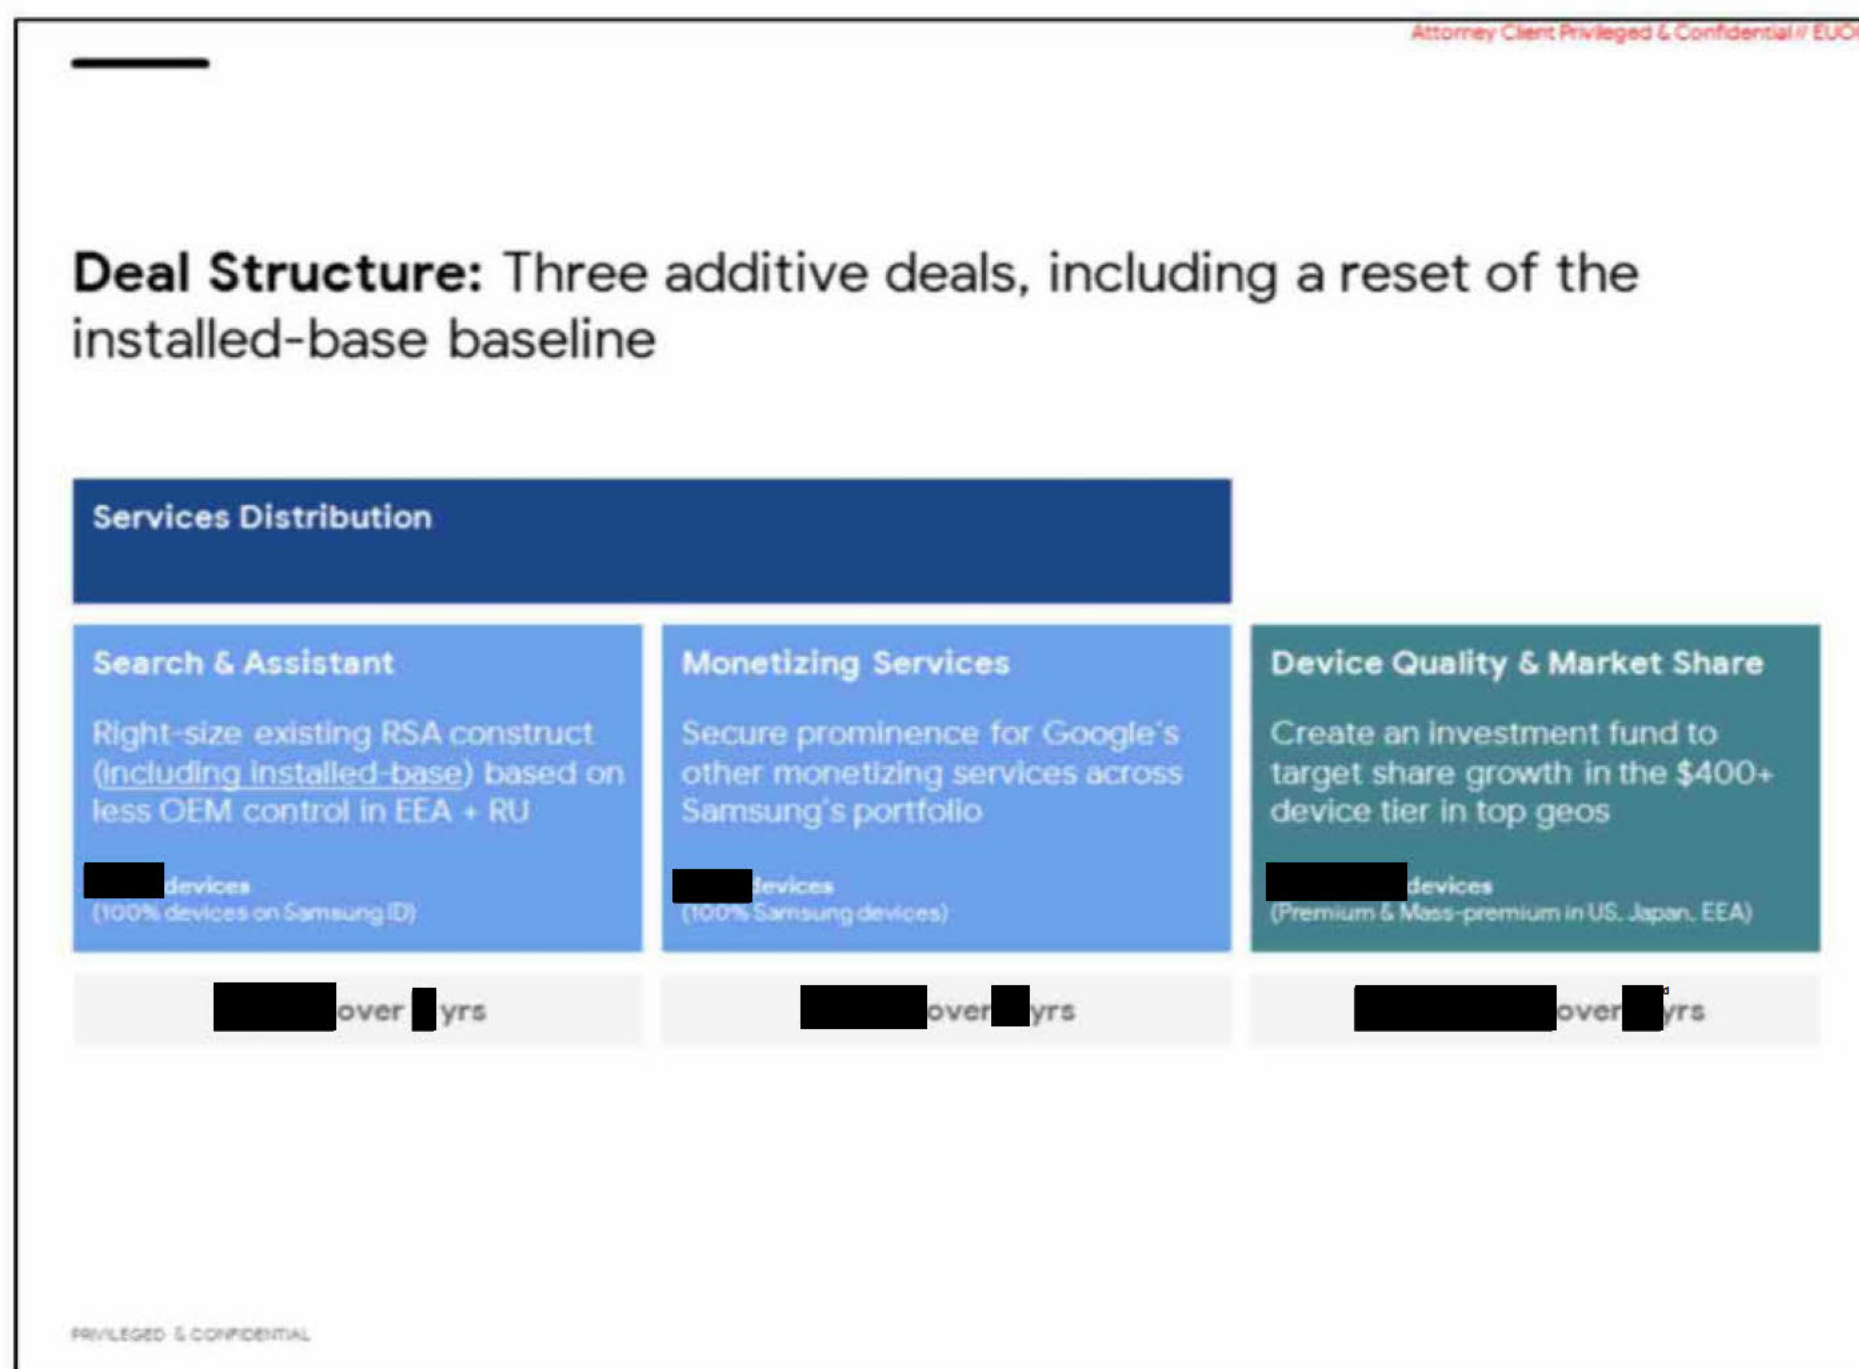 Attorney Client Privileged & Confidential //
Deal Structure: Three additive deals, including a reset of the
installed-base baseline
Services Distribution
Search & Assistant
Right-size existing RSA construct
(including installed-base) based on
less OEM control in EEA + RU
devices
(100% devices on Samsung ID)
Monetizing Services
Secure prominence for Google's
other monetizing services across
Samsung's portfolio
devices
(100% Samsung devices)
Device Quality & Market Share
Create an investment fund to
target share growth in the $400+
device tier in top geos
devices
(Premium & Mass-premium in US, Japan, EEA)
over yrs
over yrs
over yrs
PRIVILEGED & CONFIDENTIAL